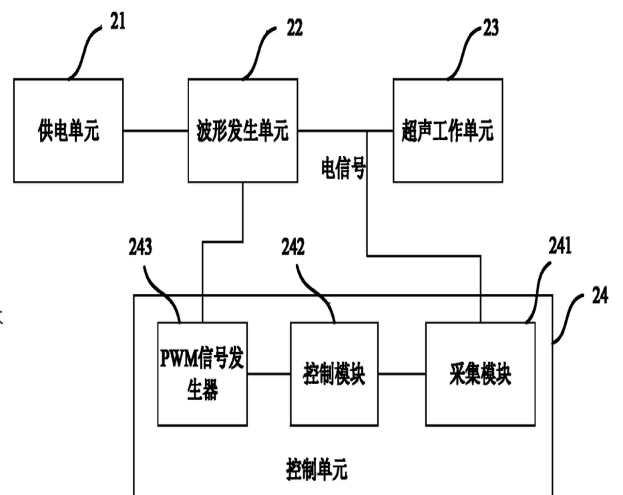 21
22
23
供电单元
波形发生单元
超声工作单元
电信号
243
242
241
24
PWM信号发
生器
控制模块
采集模块
控制单元